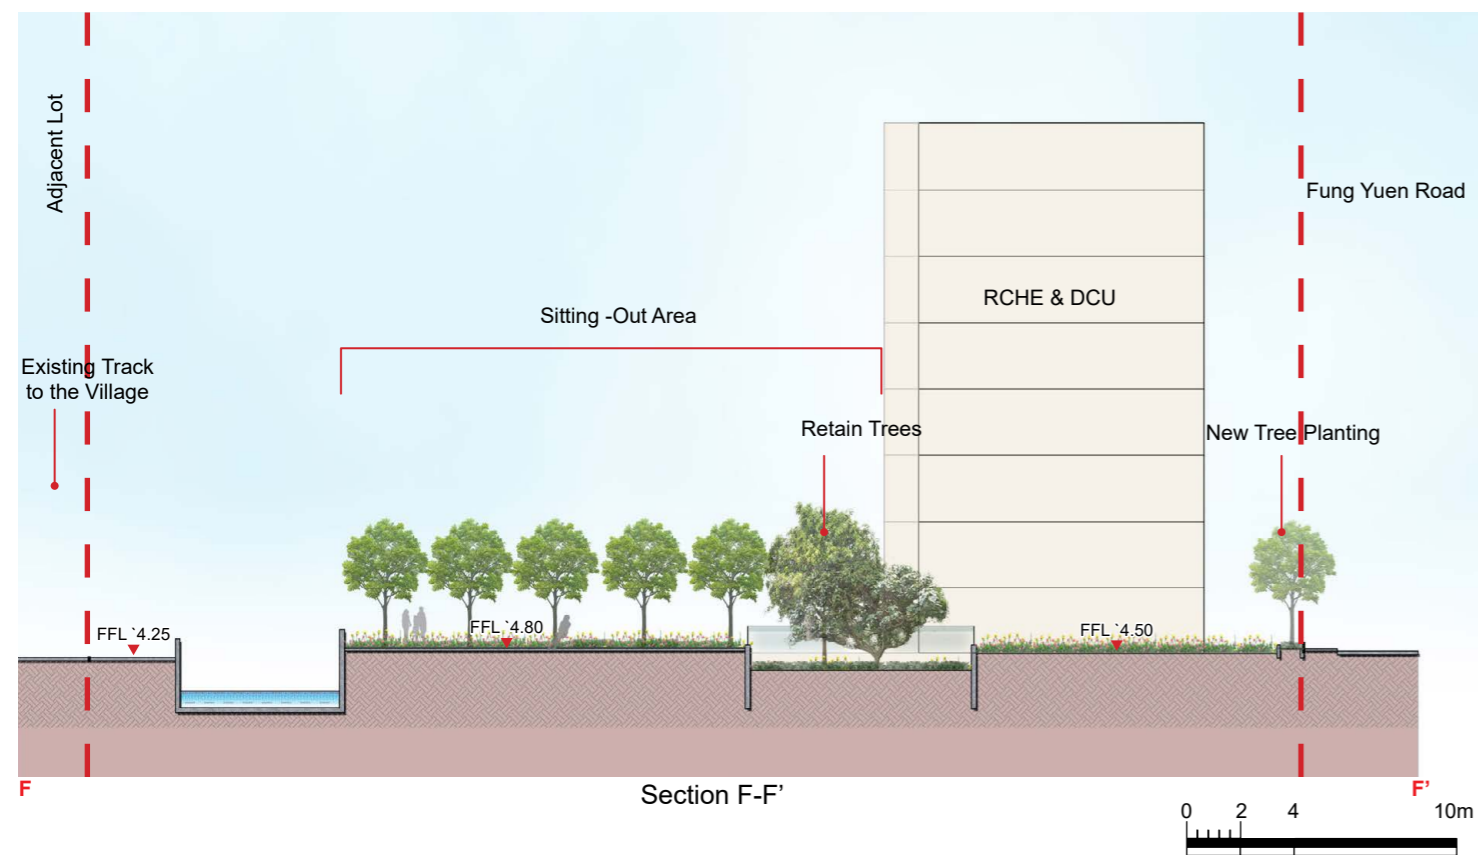 Adjacent Lot
Fung Yuen Road
RCHE & DCU
Sitting -Out Area
Existing Track
to the Village
Retain Trees
New Tree Planting
FFL `4.25
FFL `4.80
FFL `4.50
F
Section F-F’
F’
0 2 4 10m